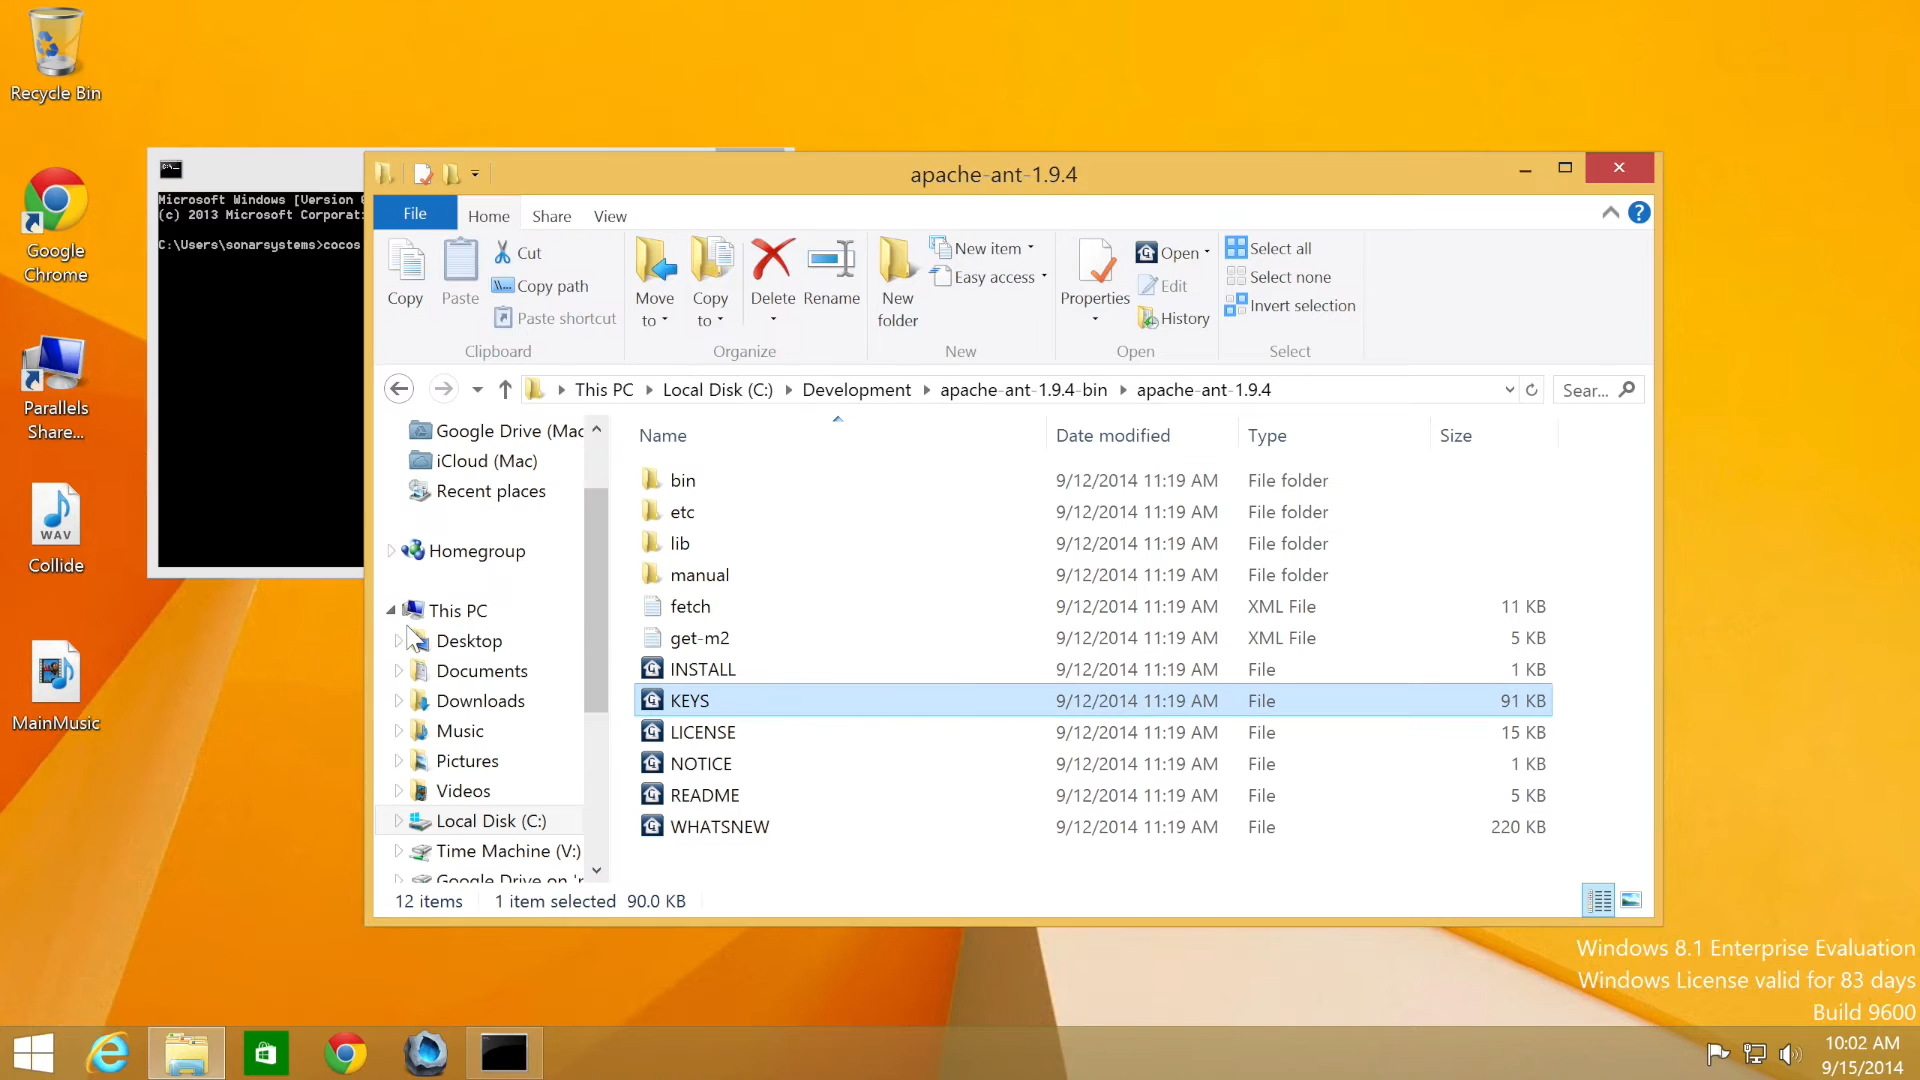 Recycle Bin
Google
Chrome
Parallels
Share...
WAV
Collide
MainMusic
C:\
Microsoft Windows [Version
(c) 2013 Microsoft Corporat
C:\Users\sonarsystems>cocos
apache-ant-1.9.4
File
Home
Share
View
?
Copy
Paste
Cut
Copy path
Paste shortcut
Clipboard
Move
to
Copy
to
Delete
Rename
Organize
New
folder
New item
Easy access
New
Properties
Open
Edit
History
Open
Select all
Select none
Invert selection
Select
This PC
Local Disk (C:)
Development
apache-ant-1.9.4-bin
apache-ant-1.9.4
Sear...
Google Drive (Mac
iCloud (Mac)
Recent places
Homegroup
This PC
Desktop
Documents
Downloads
Music
Pictures
Videos
Local Disk (C:)
Time Machine (V:)
Google Drive on 'r
Name Date modified Type Size
bin 9/12/2014 11:19 AM File folder
etc 9/12/2014 11:19 AM File folder
lib 9/12/2014 11:19 AM File folder
manual 9/12/2014 11:19 AM File folder
fetch 9/12/2014 11:19 AM XML File 11 KB
get-m2 9/12/2014 11:19 AM XML File 5 KB
INSTALL 9/12/2014 11:19 AM File 1 KB
KEYS 9/12/2014 11:19 AM File 91 KB
LICENSE 9/12/2014 11:19 AM File 15 KB
NOTICE 9/12/2014 11:19 AM File 1 KB
README 9/12/2014 11:19 AM File 5 KB
WHATSNEW 9/12/2014 11:19 AM File 220 KB
12 items 1 item selected 90.0 KB
Windows 8.1 Enterprise Evaluation
Windows License valid for 83 days
Build 9600
10:02 AM
9/15/2014